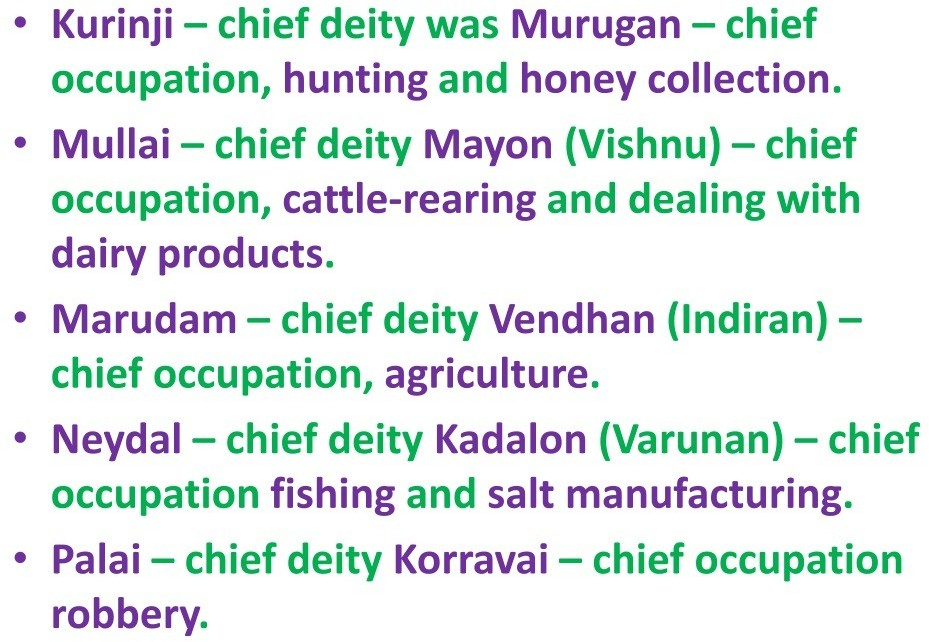 • Kurinji – chief deity was Murugan – chief
occupation, hunting and honey collection.
• Mullai – chief deity Mayon (Vishnu) – chief
occupation, cattle-rearing and dealing with
dairy products.
• Marudam – chief deity Vendhan (Indiran) –
chief occupation, agriculture.
• Neydal – chief deity Kadalon (Varunan) – chief
occupation fishing and salt manufacturing.
• Palai – chief deity Korravai – chief occupation
robbery.